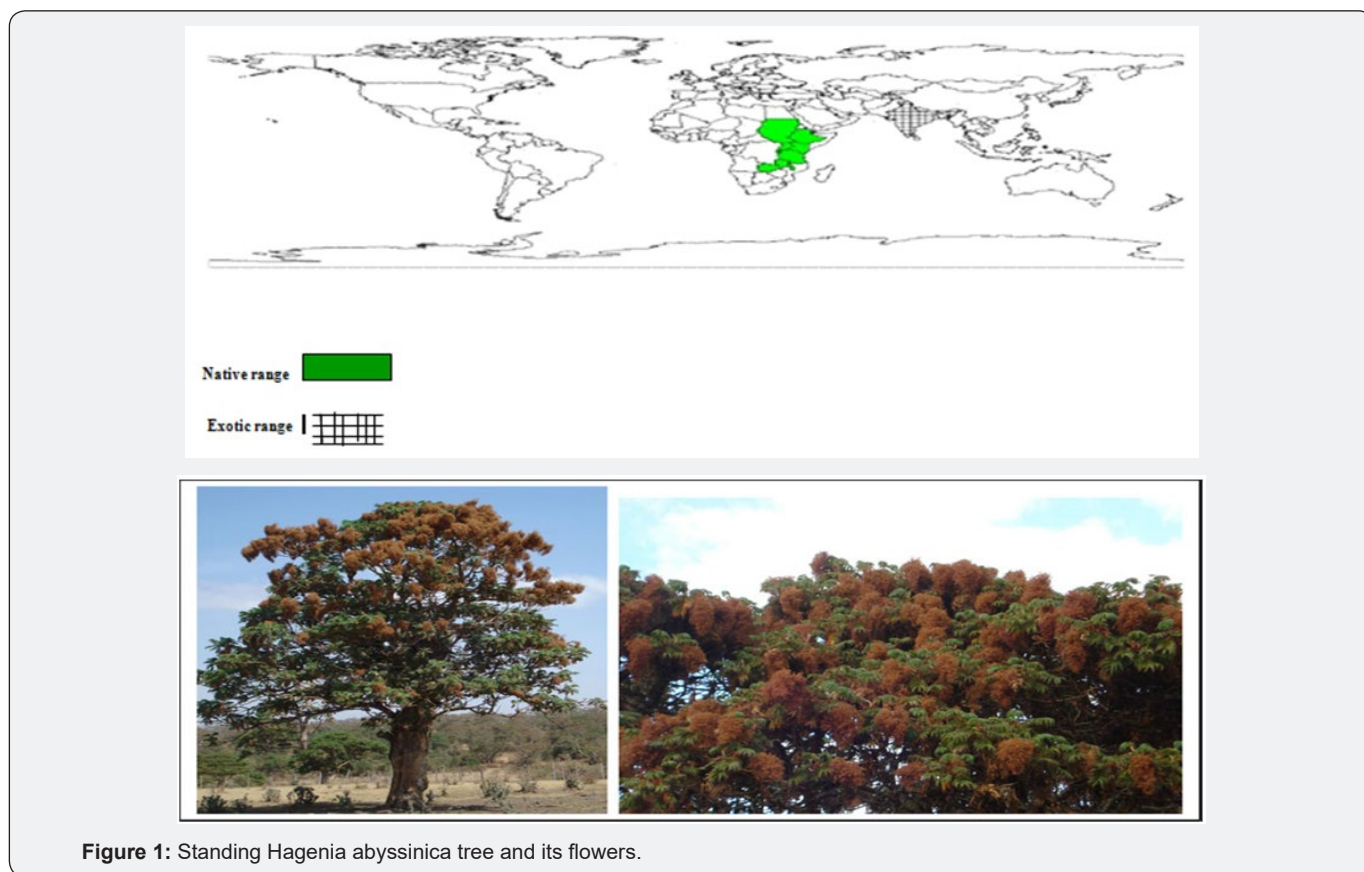 Native range
Exotic range
Figure 1: Standing Hagenia abyssinica tree and its flowers.